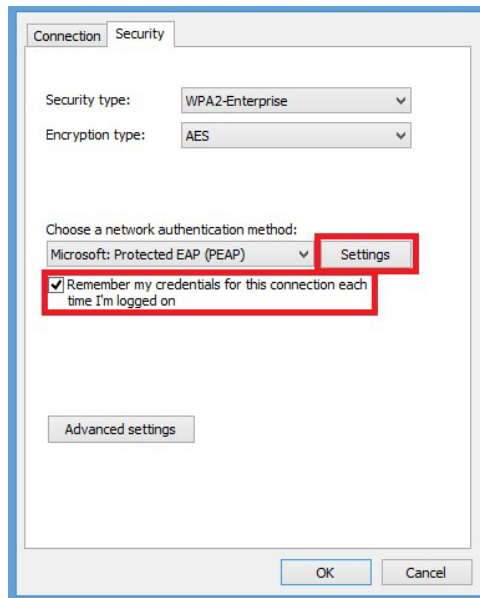 Connection Security
Security type: WPA2-Enterprise
Encryption type: AES
Choose a network authentication method:
Microsoft: Protected EAP (PEAP) Settings
Remember my credentials for this connection each
time I'm logged on
Advanced settings
OK Cancel